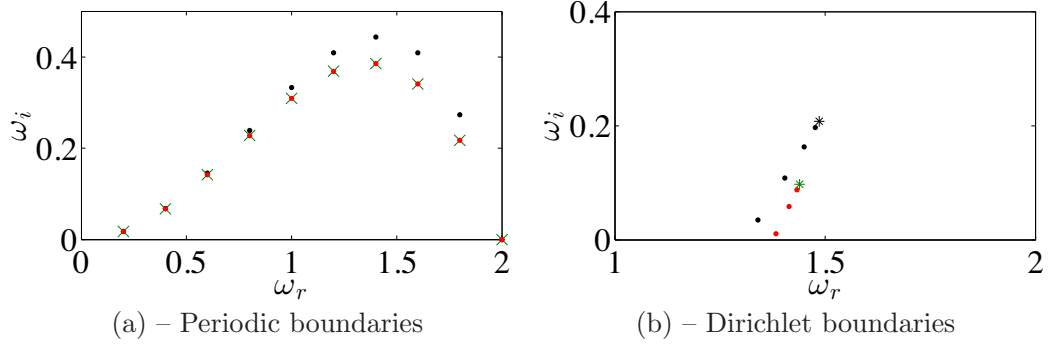 0.4
0.2
0
ω_i
0 0.5 1 1.5 2
ω_r
(a) – Periodic boundaries
0.4
0.2
0
ω_i
1 1.5 2
ω_r
(b) – Dirichlet boundaries